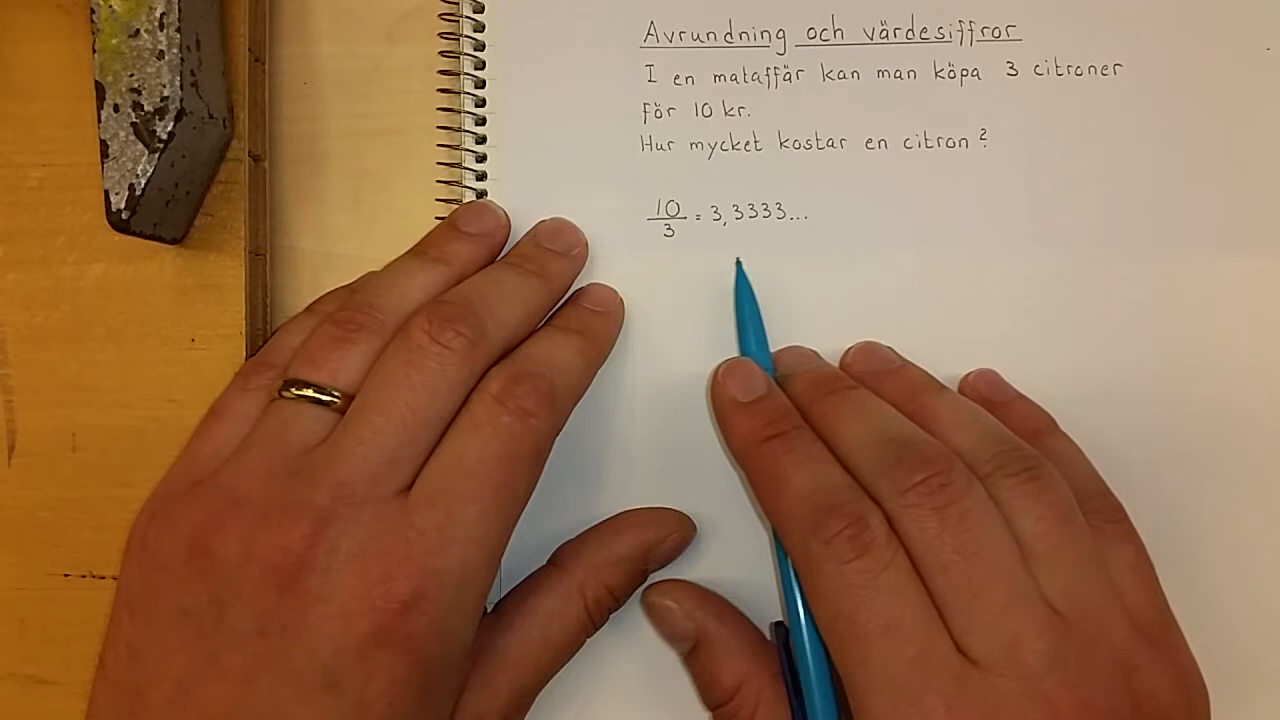 Avrundning och värdesiffror
I en mataffär kan man köpa 3 citroner
för 10 kr.
Hur mycket kostar en citron?
10/3 = 3,3333...